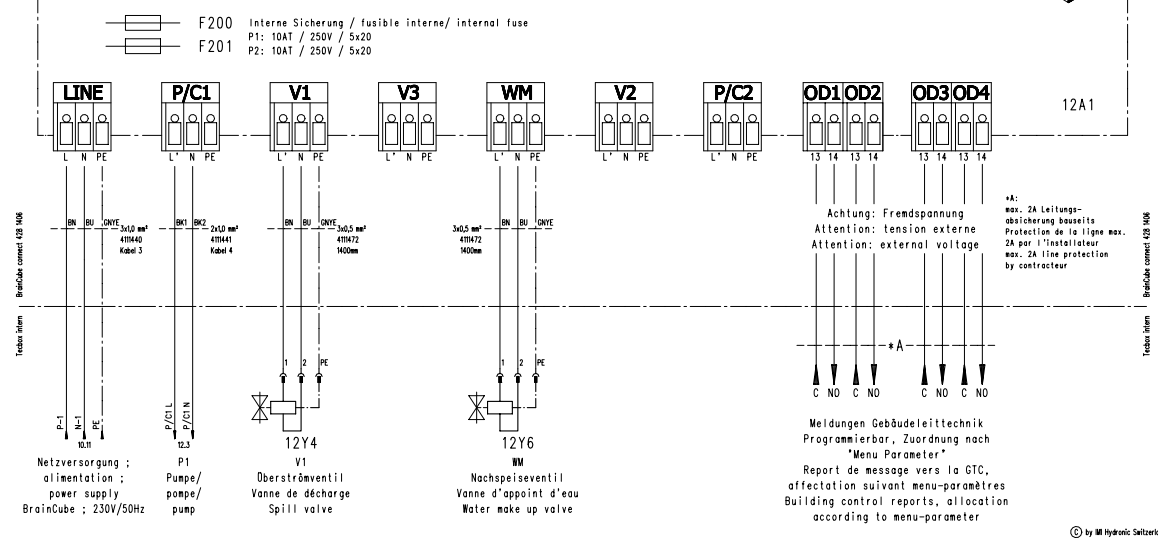 F200 Interne Sicherung / fusible interne/ internal fuse
F201 P1: 10AT / 250V / 5x20
P2: 10AT / 250V / 5x20
LINE P/C1 V1 V3 WM V2 P/C2 OD1 OD2 OD3 OD4
12A1
L N PE L' N PE L' N PE L' N PE L' N PE L' N PE L' N PE 13 14 13 14 13 14 13 14
BN BU GNYE BK1 BK2 BN BU GNYE BN BU GNYE
3x1,0 mm²
4111440
Kabel 3
2x1,0 mm²
4111441
Kabel 4
3x0,5 mm²
4111472
1400mm
3x0,5 mm²
4111472
1400mm
Achtung: Fremdspannung
Attention: tension externe
Attention: external voltage
*A:
max. 2A Leitungs-
absicherung bauseits
Protection de la ligne max.
2A par l'installateur
max. 2A line protection
by contracteur
BrainCube connect 428 1406
BrainCube connect 428 1406
Tecbox intern
Tecbox intern
*A
1 2 PE 1 2 PE
C NO C NO C NO C NO
P-1 N-1 PE
10.11
P/C1 L P/C1 N
12.3
12Y4
12Y6
Netzversorgung ;
alimentation ;
power supply
BrainCube ; 230V/50Hz
P1
Pumpe/
pompe/
pump
V1
Überströmventil
Vanne de décharge
Spill valve
WM
Nachspeiseventil
Vanne d'appoint d'eau
Water make up valve
Meldungen Gebäudeleittechnik
Programmierbar, Zuordnung nach
"Menu Parameter"
Report de message vers la GTC,
affectation suivant menu-paramètres
Building control reports, allocation
according to menu-parameter
© by IMI Hydronic